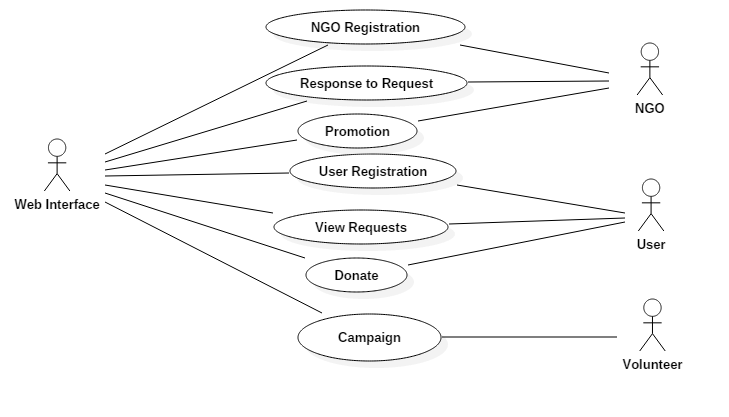 NGO Registration
Response to Request
NGO
Promotion
User Registration
Web Interface
View Requests
User
Donate
Campaign
Volunteer